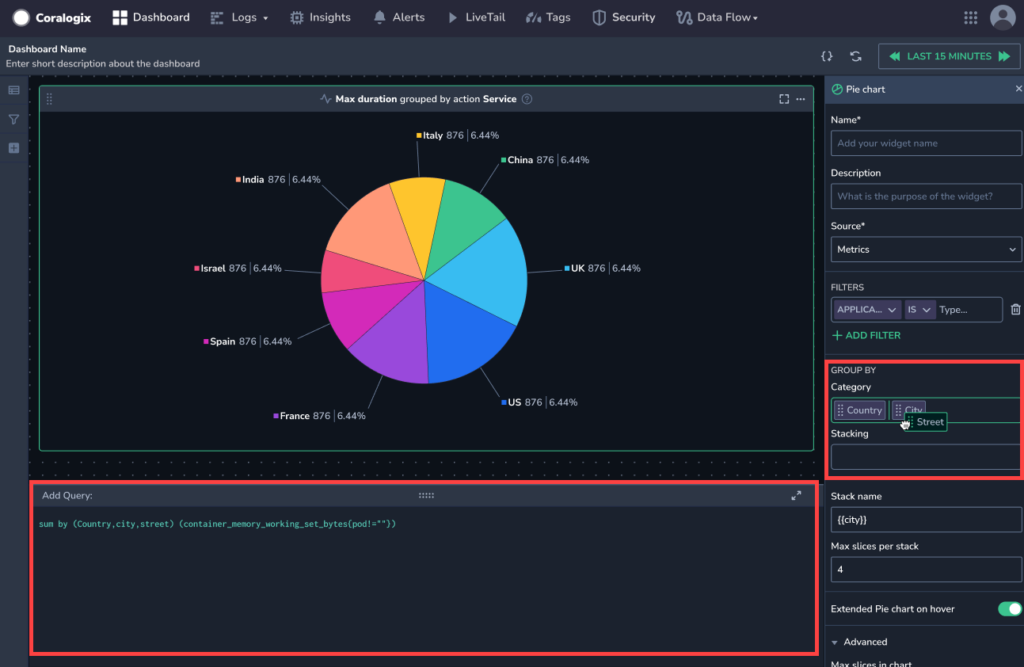 Coralogix Dashboard Logs Insights Alerts LiveTail Tags Security Data Flow
Dashboard Name
Enter short description about the dashboard
{} LAST 15 MINUTES
Max duration grouped by action Service
Italy 876 | 6.44%
China 876 | 6.44%
India 876 | 6.44%
Israel 876 | 6.44%
UK 876 | 6.44%
Spain 876 | 6.44%
US 876 | 6.44%
France 876 | 6.44%
Add Query:
sum by (Country,city,street) (container_memory_working_set_bytes{pod!=""})
Pie chart
Name*
Add your widget name
Description
What is the purpose of the widget?
Source*
Metrics
FILTERS
APPLICA... IS Type...
+ ADD FILTER
GROUP BY
Category
Country City
Street
Stacking
Stack name
{{city}}
Max slices per stack
4
Extended Pie chart on hover
Advanced
Max slices in chart